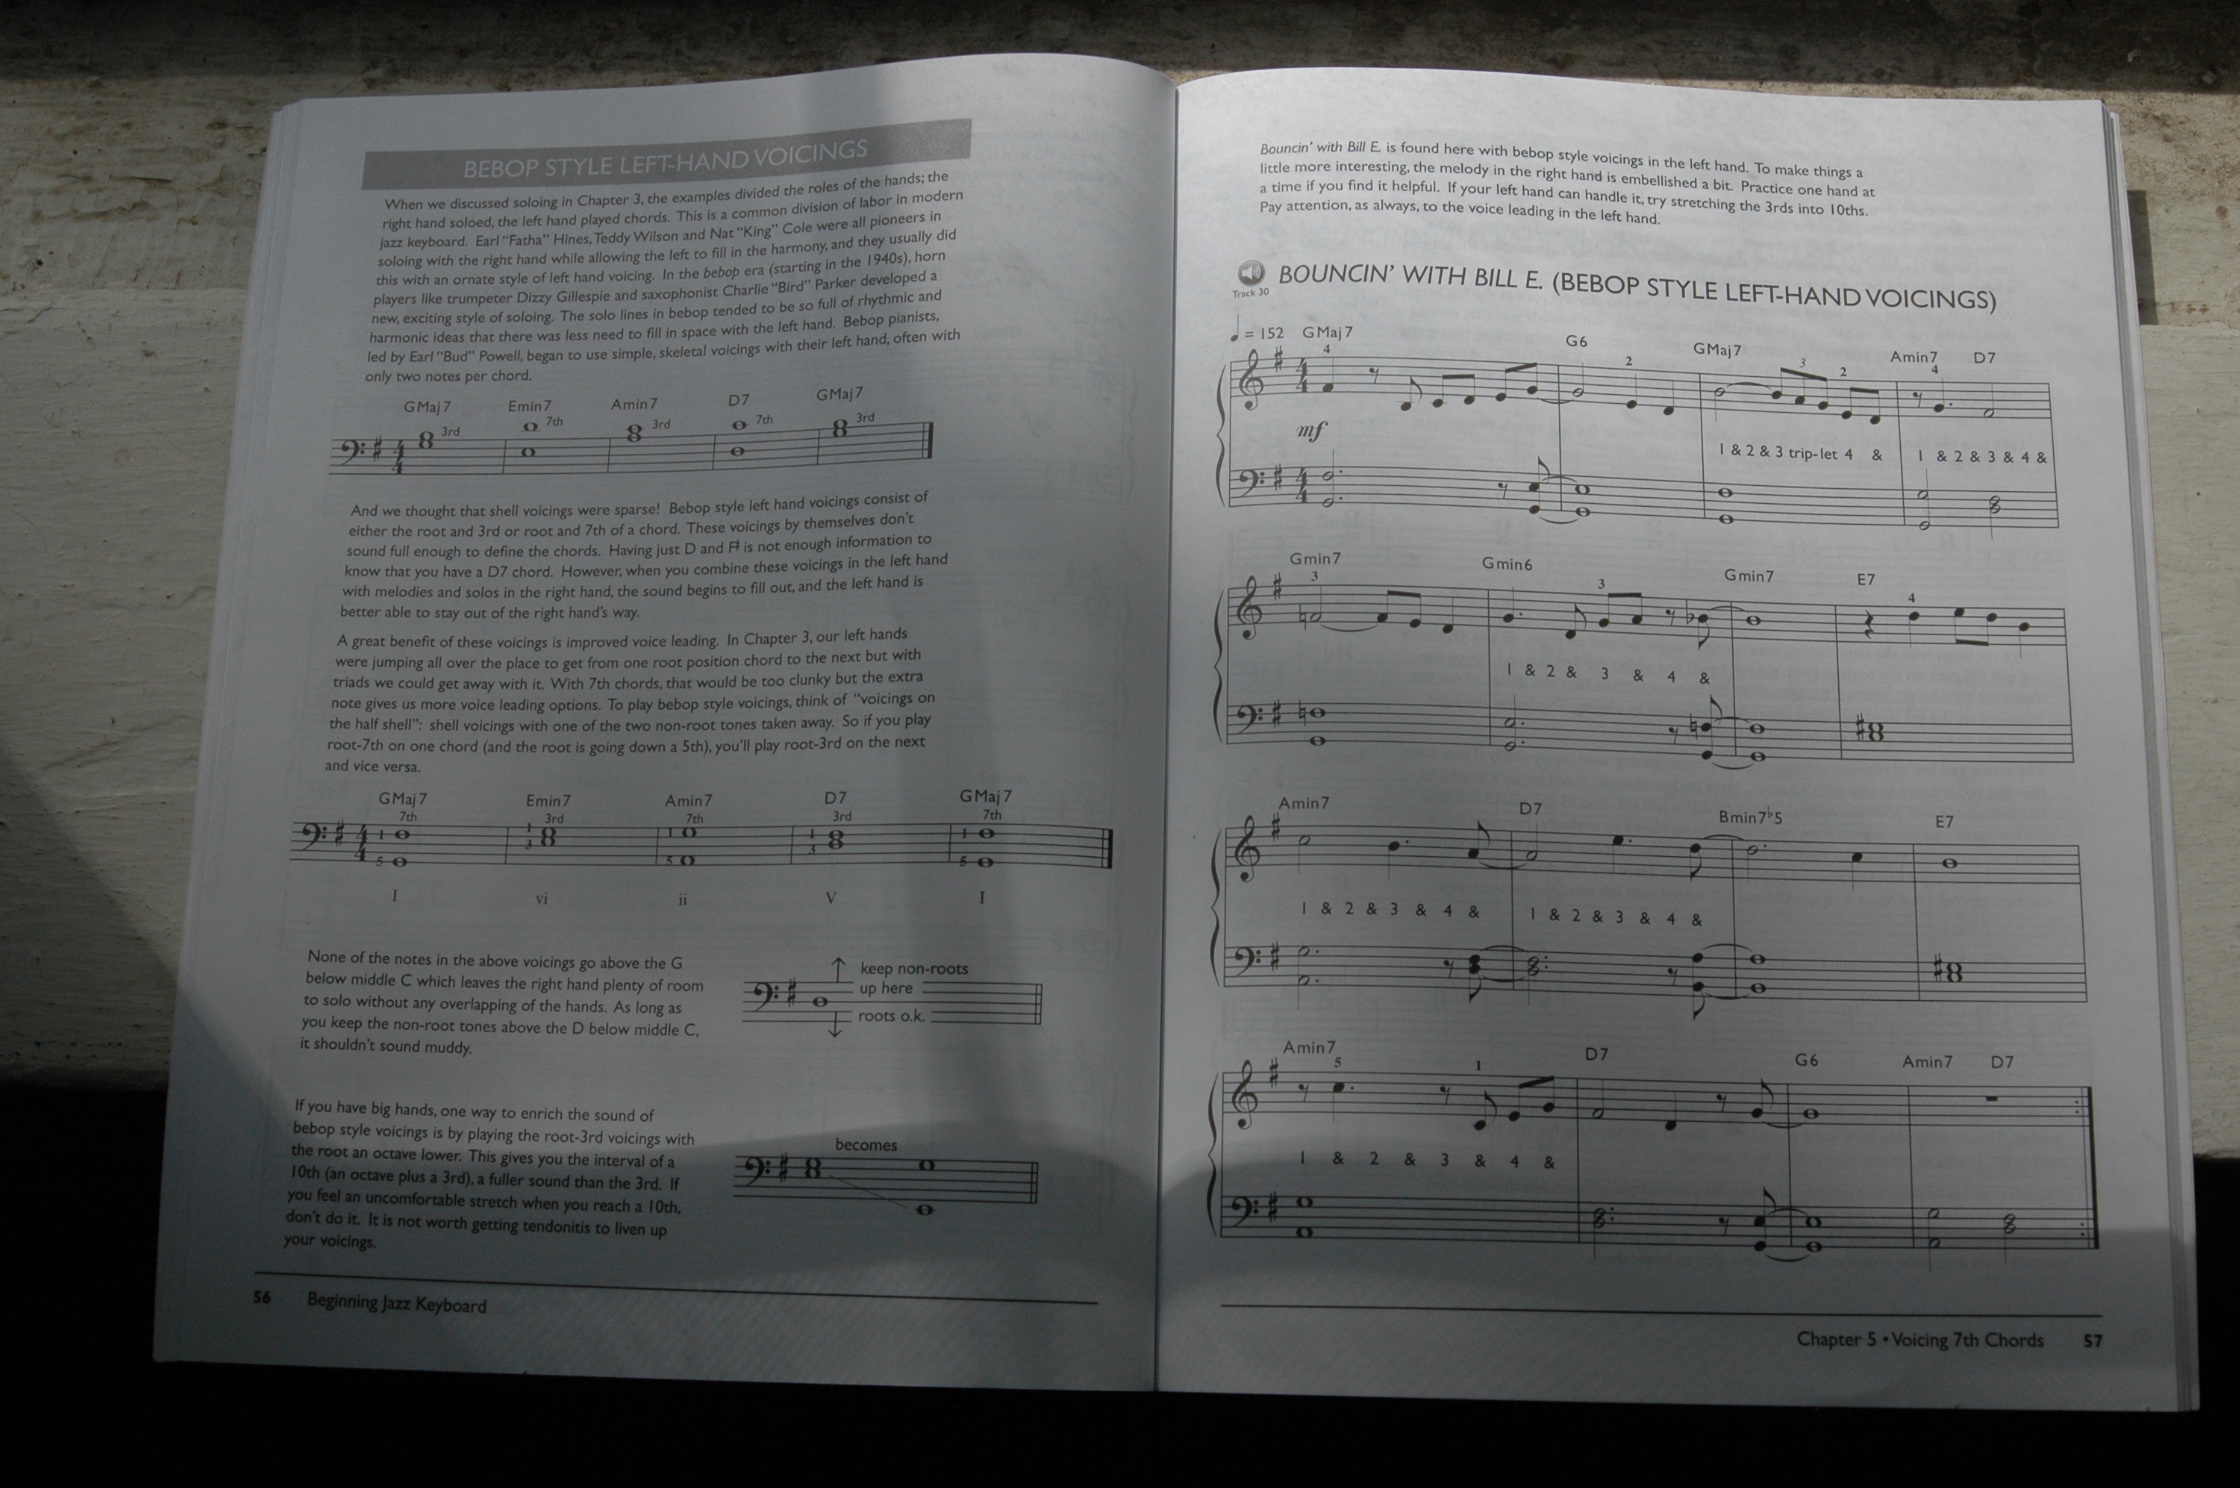 BEBOP STYLE LEFT-HAND VOICINGS
When we discussed soloing in Chapter 3, the examples divided the roles of the hands; the
right hand soloed, the left hand played chords. This is a common division of labor in modern
jazz keyboard. Earl "Fatha" Hines, Teddy Wilson and Nat "King" Cole were all pioneers in
soloing with the right hand while allowing the left to fill in the harmony, and they usually did
this with an ornate style of left hand voicing. In the bebop era (starting in the 1940s), horn
players like trumpeter Dizzy Gillespie and saxophonist Charlie "Bird" Parker developed a
new, exciting style of soloing. The solo lines in bebop tended to be so full of rhythmic and
harmonic ideas that there was less need to fill in space with the left hand. Bebop pianists,
led by Earl "Bud" Powell, began to use simple, skeletal voicings with their left hand, often with
only two notes per chord.
GMaj7 Emin7 Amin7 D7 GMaj7
3rd 7th 3rd 7th 3rd
4
4
And we thought that shell voicings were sparse! Bebop style left hand voicings consist of
either the root and 3rd or root and 7th of a chord. These voicings by themselves don't
sound full enough to define the chords. Having just D and F♯ is not enough information to
know that you have a D7 chord. However, when you combine these voicings in the left hand
with melodies and solos in the right hand, the sound begins to fill out, and the left hand is
better able to stay out of the right hand's way.
A great benefit of these voicings is improved voice leading. In Chapter 3, our left hands
were jumping all over the place to get from one root position chord to the next but with
triads we could get away with it. With 7th chords, that would be too clunky but the extra
note gives us more voice leading options. To play bebop style voicings, think of "voicings on
the half shell": shell voicings with one of the two non-root tones taken away. So if you play
root-7th on one chord (and the root is going down a 5th), you'll play root-3rd on the next
and vice versa.
GMaj7 Emin7 Amin7 D7 GMaj7
7th 3rd 7th 3rd 7th
4 1 1 1 1 1
4 5 3 5 3 5
I vi ii V I
None of the notes in the above voicings go above the G
below middle C which leaves the right hand plenty of room
to solo without any overlapping of the hands. As long as
you keep the non-root tones above the D below middle C,
it shouldn't sound muddy.
keep non-roots
up here
roots o.k.
If you have big hands, one way to enrich the sound of
bebop style voicings is by playing the root-3rd voicings with
the root an octave lower. This gives you the interval of a
10th (an octave plus a 3rd), a fuller sound than the 3rd. If
you feel an uncomfortable stretch when you reach a 10th,
don't do it. It is not worth getting tendonitis to liven up
your voicings.
becomes
56 Beginning Jazz Keyboard
Bouncin' with Bill E. is found here with bebop style voicings in the left hand. To make things a
little more interesting, the melody in the right hand is embellished a bit. Practice one hand at
a time if you find it helpful. If your left hand can handle it, try stretching the 3rds into 10ths.
Pay attention, as always, to the voice leading in the left hand.
Track 30
BOUNCIN' WITH BILL E. (BEBOP STYLE LEFT-HAND VOICINGS)
♩ = 152 GMaj7 G6 GMaj7 Amin7 D7
4 2 3 2 4
4
4
mf
1 & 2 & 3 trip-let 4 & 1 & 2 & 3 & 4 &
4
4
Gmin7 Gmin6 Gmin7 E7
3 3 4
1 & 2 & 3 & 4 &
Amin7 D7 Bmin7♭5 E7
1 & 2 & 3 & 4 & 1 & 2 & 3 & 4 &
Amin7 D7 G6 Amin7 D7
5 1
1 & 2 & 3 & 4 &
Chapter 5 • Voicing 7th Chords 57